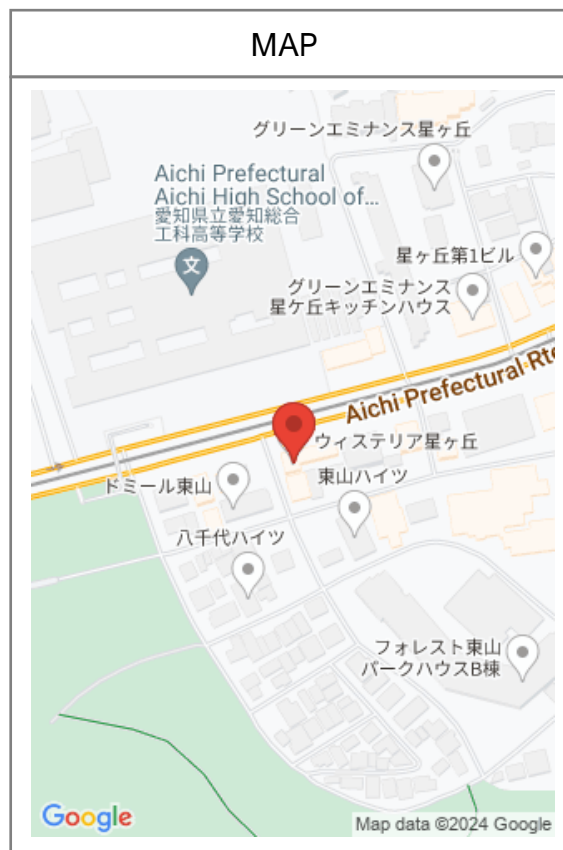 MAP
グリーンエミナンス星ヶ丘
Aichi Prefectural
Aichi High School of...
愛知県立愛知総合
工科高等学校
文
星ヶ丘第1ビル
グリーンエミナンス
星ケ丘キッチンハウス
Aichi Prefectural Rte
ウィステリア星ヶ丘
ドミール東山
東山ハイツ
八千代ハイツ
フォレスト東山
パークハウスB棟
Google
Map data ©2024 Google